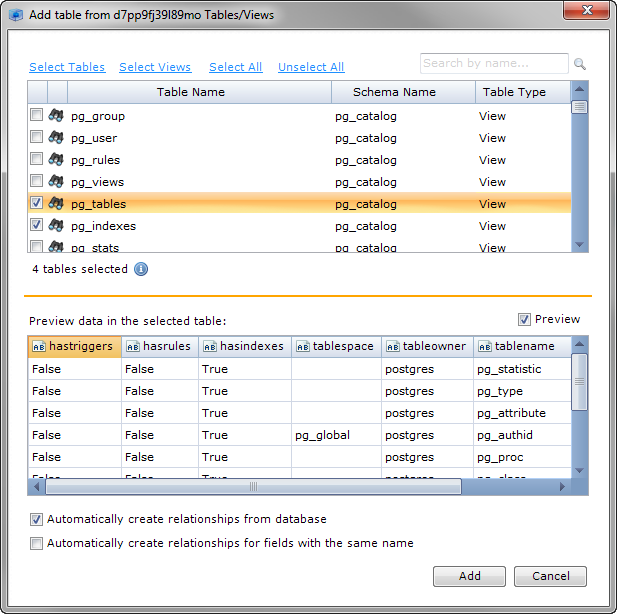 Add table from d7pp9fj39l89mo Tables/Views
Select Tables Select Views Select All Unselect All Search by name...
Table Name Schema Name Table Type
pg_group pg_catalog View
pg_user pg_catalog View
pg_rules pg_catalog View
pg_views pg_catalog View
pg_tables pg_catalog View
pg_indexes pg_catalog View
pg_stats pg_catalog View
4 tables selected
Preview data in the selected table: Preview
hastriggers hasrules hasindexes tablespace tableowner tablename
False False True postgres pg_statistic
False False True postgres pg_type
False False True postgres pg_attribute
False False True pg_global postgres pg_authid
False False True postgres pg_proc
False False True postgres pg_class
Automatically create relationships from database
Automatically create relationships for fields with the same name
Add Cancel